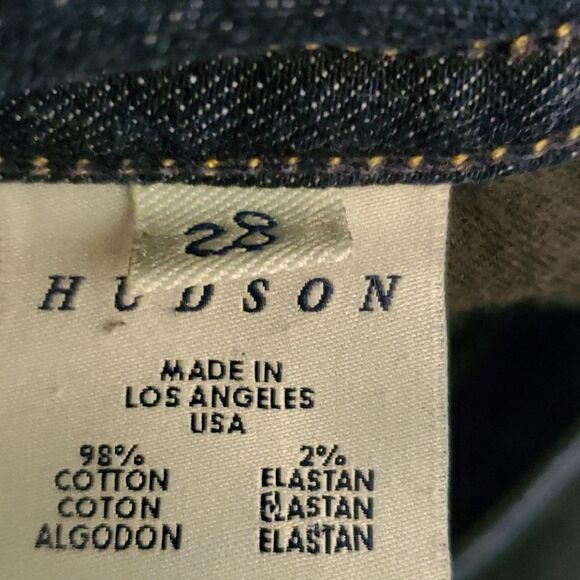 28
HUDSON
MADE IN
LOS ANGELES
USA
98% 2%
COTTON ELASTAN
COTON ELASTAN
ALGODON ELASTAN